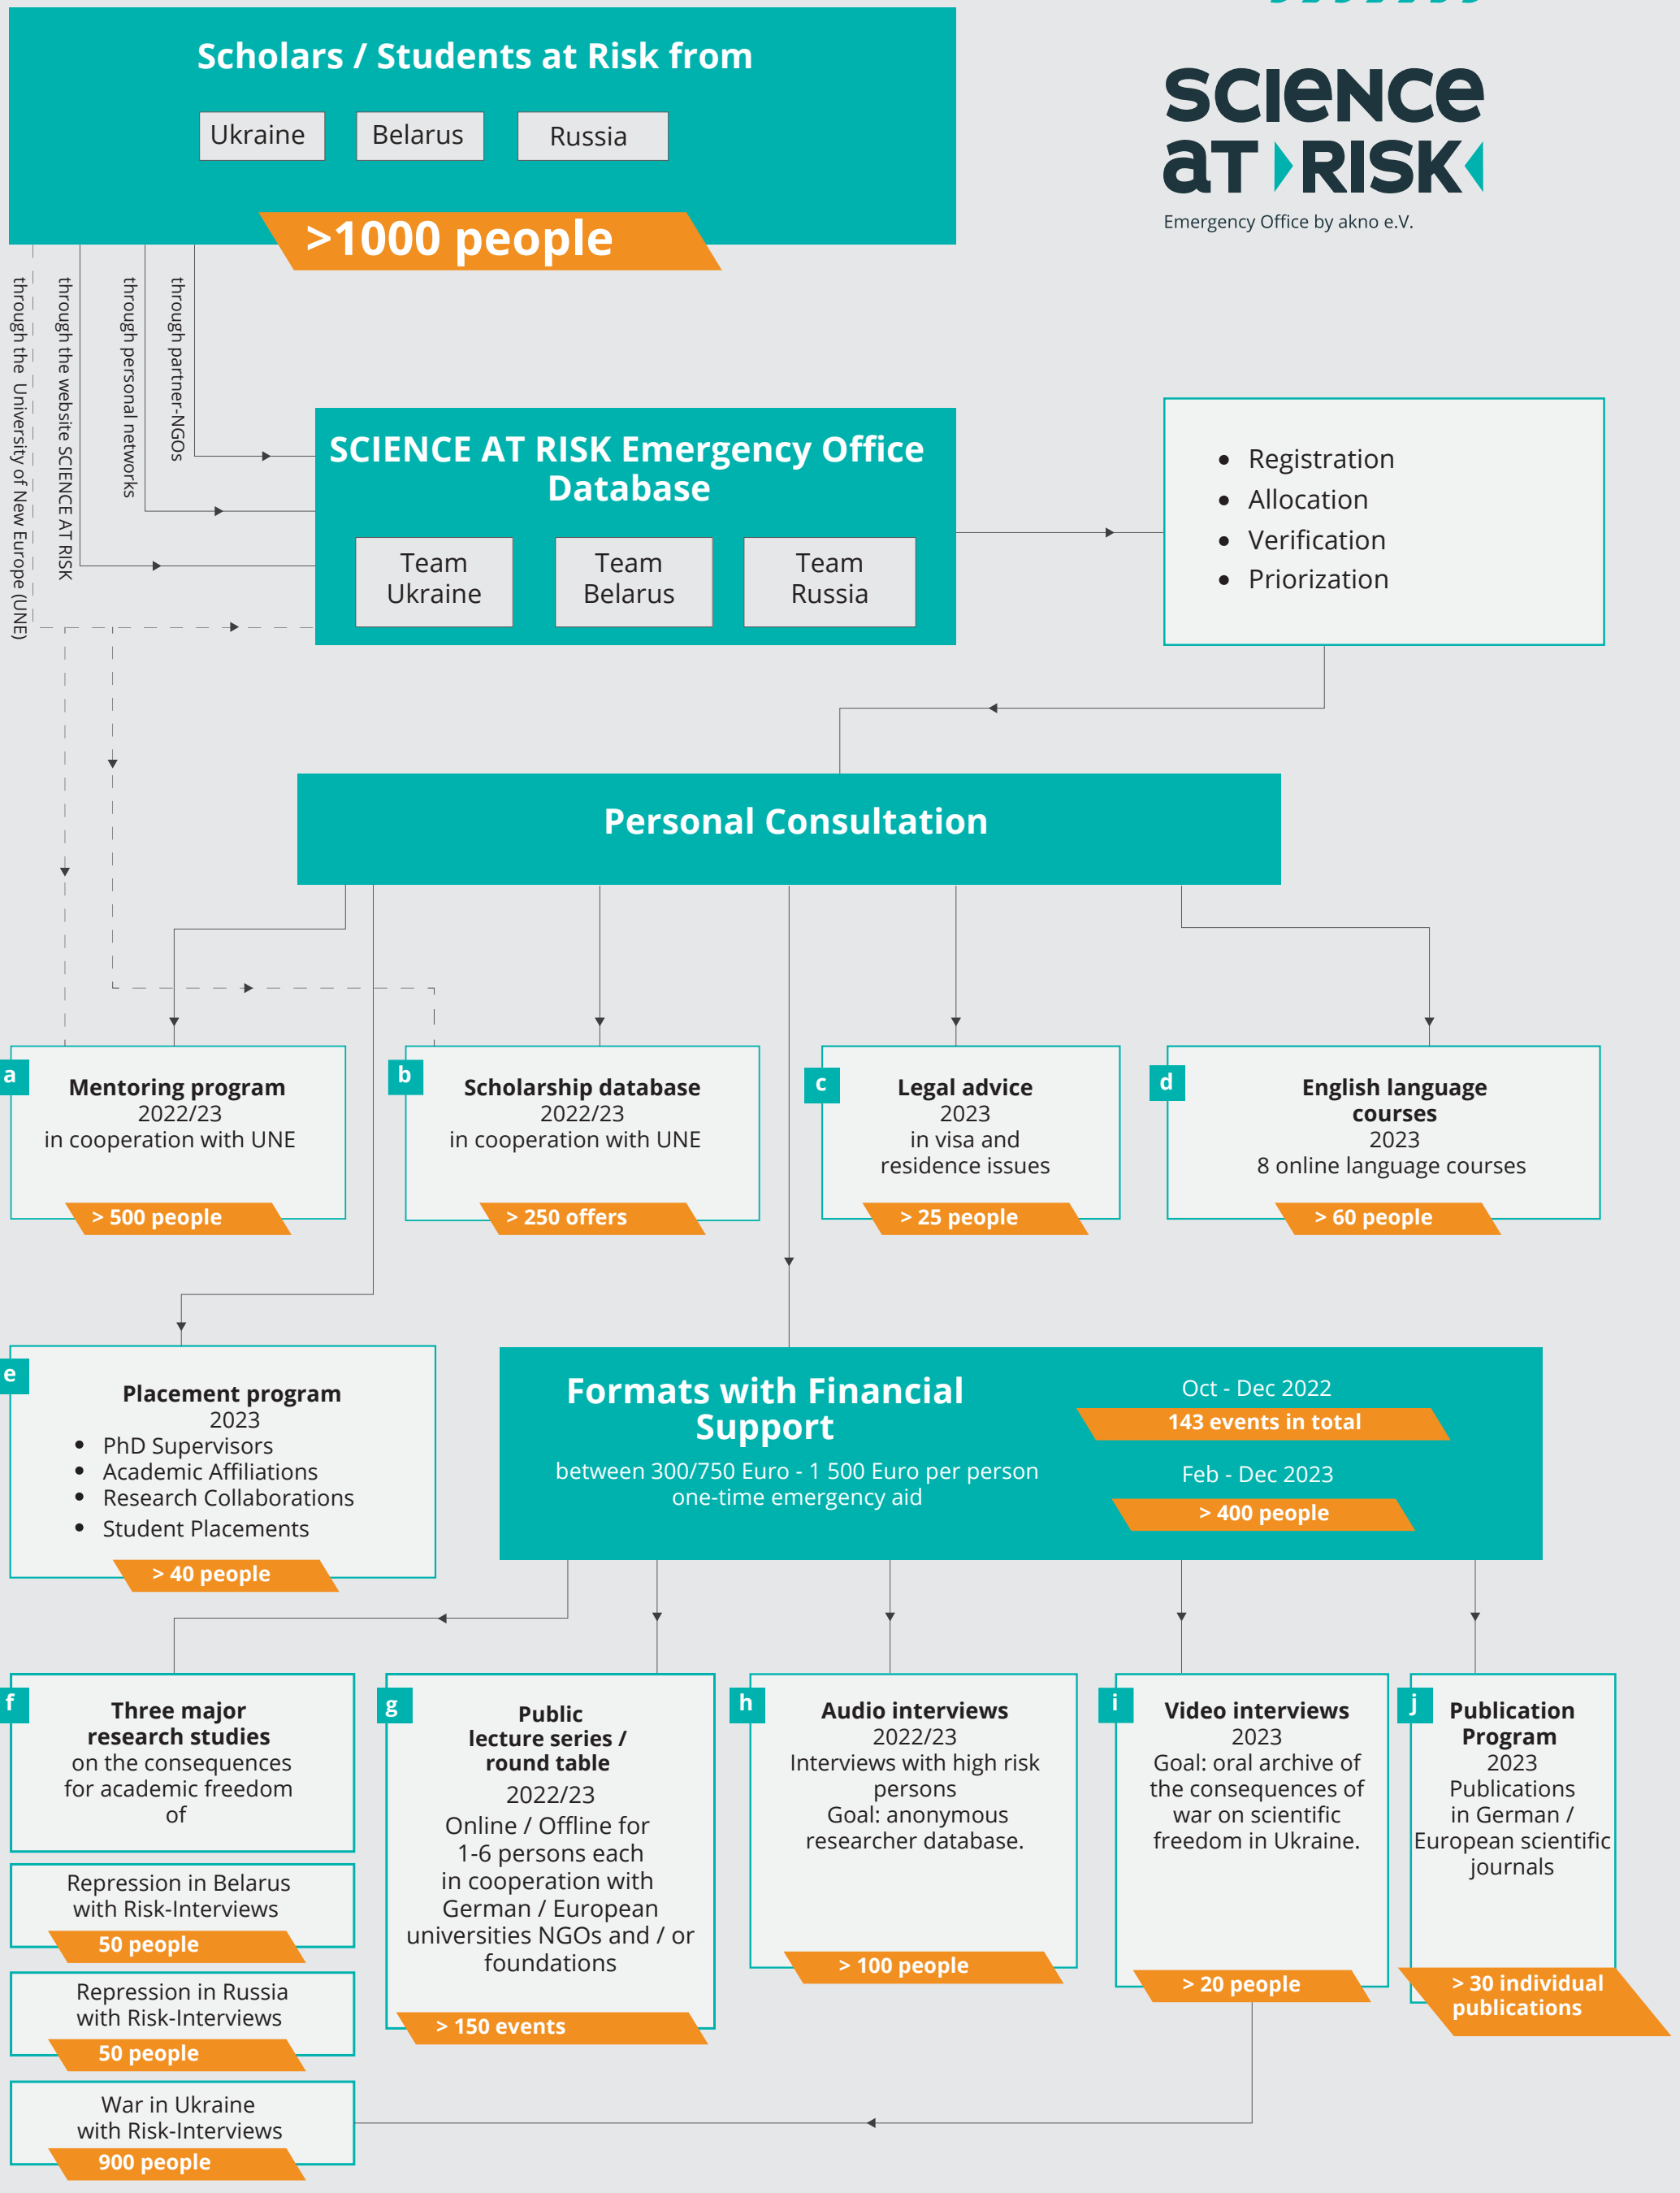 Scholars / Students at Risk from
Ukraine
Belarus
Russia
>1000 people
SCIENCE
AT RISK
Emergency Office by akno e.V.
through the University of New Europe (UNE)
through the website SCIENCE AT RISK
through personal networks
through partner-NGOs
SCIENCE AT RISK Emergency Office
Database
Team
Ukraine
Team
Belarus
Team
Russia
Registration
Allocation
Verification
Priorization
Personal Consultation
a
Mentoring program
2022/23
in cooperation with UNE
> 500 people
b
Scholarship database
2022/23
in cooperation with UNE
> 250 offers
c
Legal advice
2023
in visa and
residence issues
> 25 people
d
English language
courses
2023
8 online language courses
> 60 people
e
Placement program
2023
PhD Supervisors
Academic Affiliations
Research Collaborations
Student Placements
> 40 people
Formats with Financial
Support
between 300/750 Euro - 1 500 Euro per person
one-time emergency aid
Oct - Dec 2022
143 events in total
Feb - Dec 2023
> 400 people
f
Three major
research studies
on the consequences
for academic freedom
of
Repression in Belarus
with Risk-Interviews
50 people
Repression in Russia
with Risk-Interviews
50 people
War in Ukraine
with Risk-Interviews
900 people
g
Public
lecture series /
round table
2022/23
Online / Offline for
1-6 persons each
in cooperation with
German / European
universities NGOs and / or
foundations
> 150 events
h
Audio interviews
2022/23
Interviews with high risk
persons
Goal: anonymous
researcher database.
> 100 people
i
Video interviews
2023
Goal: oral archive of
the consequences of
war on scientific
freedom in Ukraine.
> 20 people
j
Publication
Program
2023
Publications
in German /
European scientific
journals
> 30 individual
publications